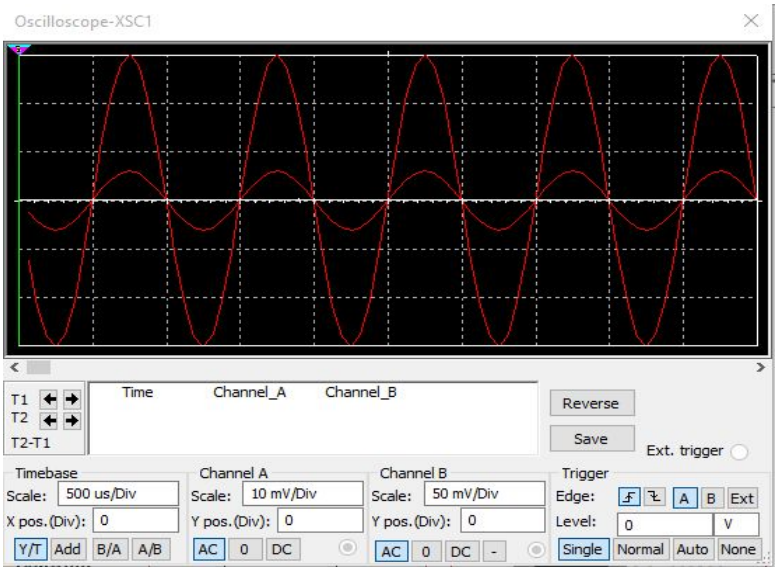 Oscilloscope-XSC1
Time Channel_A Channel_B
T1
T2
T2-T1
Reverse
Save
Ext. trigger
Timebase Channel A Channel B Trigger
Scale: 500 us/Div Scale: 10 mV/Div Scale: 50 mV/Div Edge: A B Ext
X pos.(Div): 0 Y pos.(Div): 0 Y pos.(Div): 0 Level: 0 V
Y/T Add B/A A/B AC 0 DC AC 0 DC - Single Normal Auto None